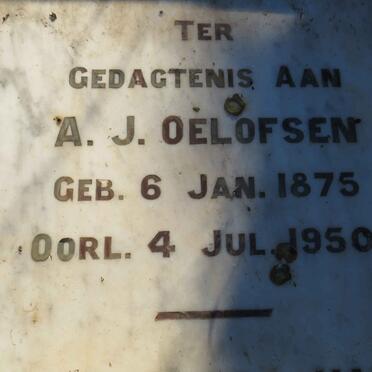 TER
GEDAGTENIS AAN
A. J. OELOFSEN
GEB. 6 JAN. 1875
OORL. 4 JUL. 1950